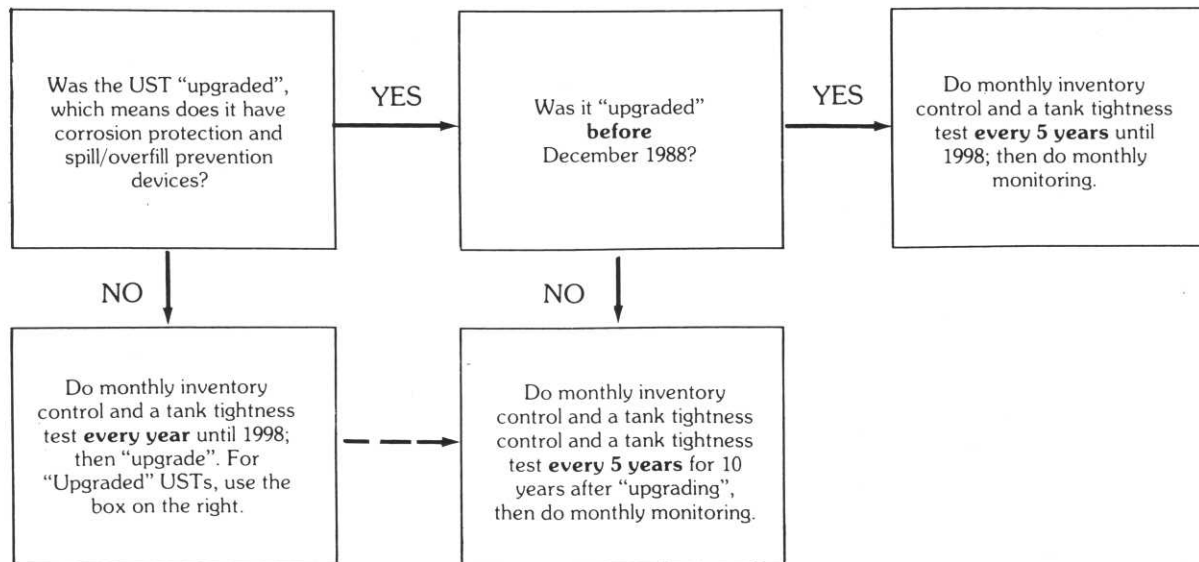 Was the UST “upgraded”,
which means does it have
corrosion protection and
spill/overfill prevention
devices?
YES
Was it “upgraded”
before
December 1988?
YES
Do monthly inventory
control and a tank tightness
test every 5 years until
1998; then do monthly
monitoring.
NO
NO
Do monthly inventory
control and a tank tightness
test every year until 1998;
then “upgrade”. For
“Upgraded” USTs, use the
box on the right.
Do monthly inventory
control and a tank tightness
control and a tank tightness
test every 5 years for 10
years after “upgrading”,
then do monthly monitoring.